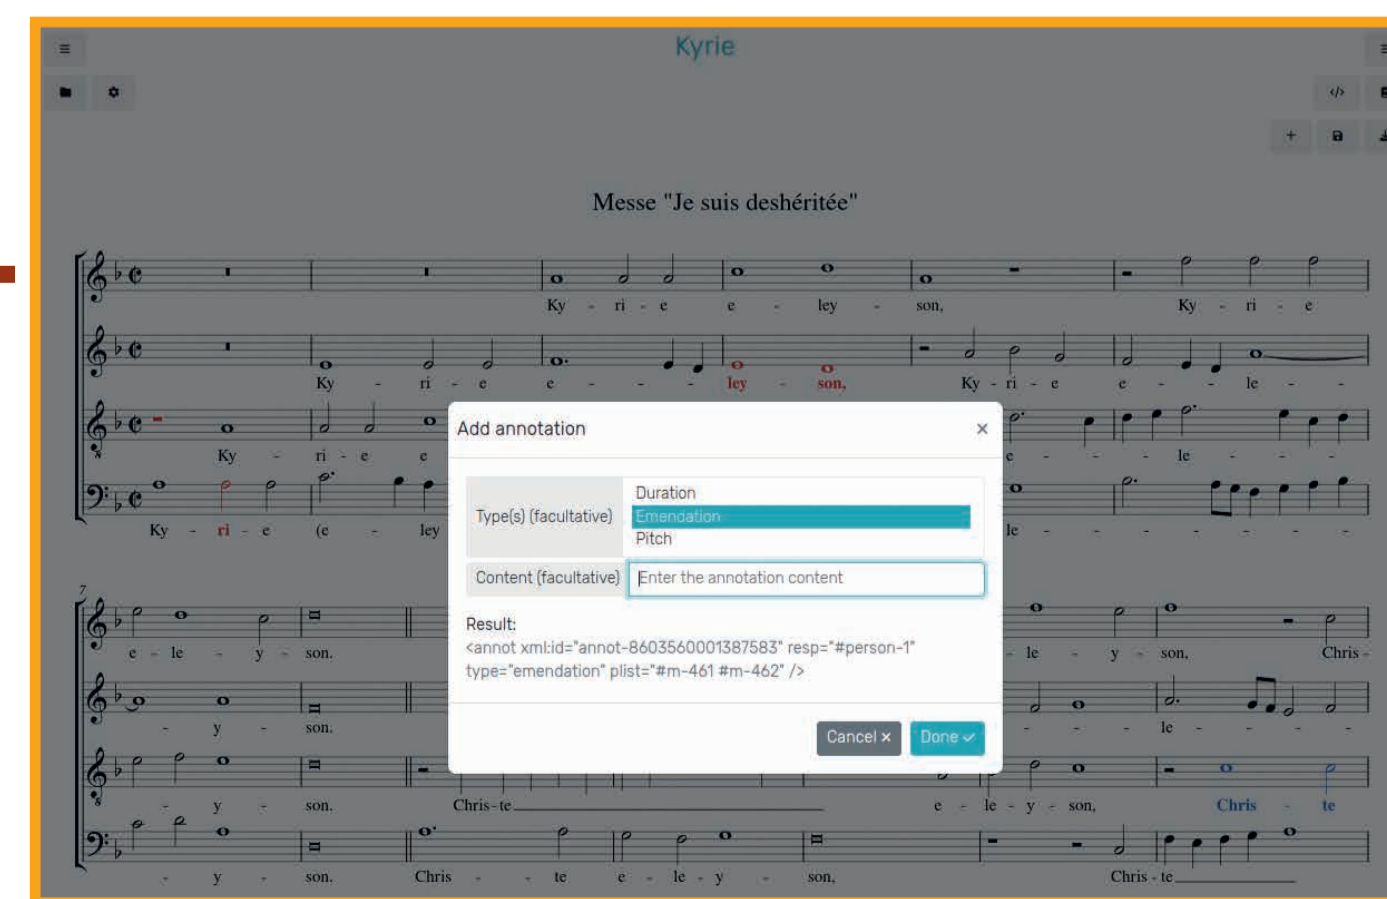 Kyrie
</>
+
Messe "Je suis deshéritée"
Ky - ri - e e - ley - son, Ky - ri - e
Ky - ri - e e - - - ley - son, Ky - ri - e e - - le - -
Ky - ri - e e e - - - le - - -
Ky - ri - e (e - ley le - - - - - -
Add annotation ×
Type(s) (facultative)
Duration
Emendation
Pitch
Content (facultative) Enter the annotation content
Result:
<annot xml:id="annot-8603560001387583" resp="#person-1"
type="emendation" plist="#m-461 #m-462" />
Cancel × Done ✓
7
e - le - y - son. - le - y - son, Chris -
- y - son. - - - le - - -
- y - son. Chris - te e - le - y - son, Chris - te
- y - son. Chris - - te e - le - y - son, Chris - te